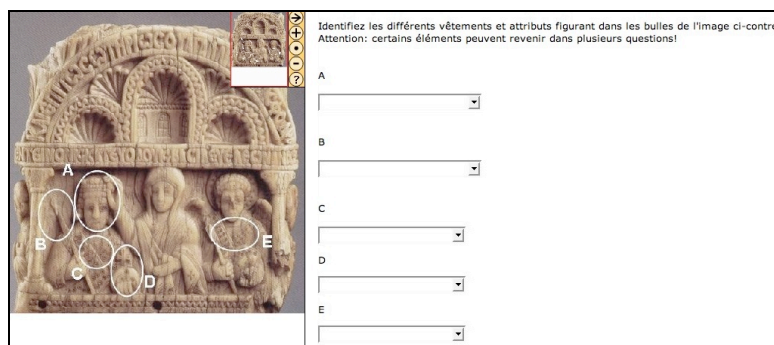 Identifiez les différents vêtements et attributs figurant dans les bulles de l'image ci-contre
Attention: certains éléments peuvent revenir dans plusieurs questions!
A
B
C
D
E
A
B
C
D
E
?